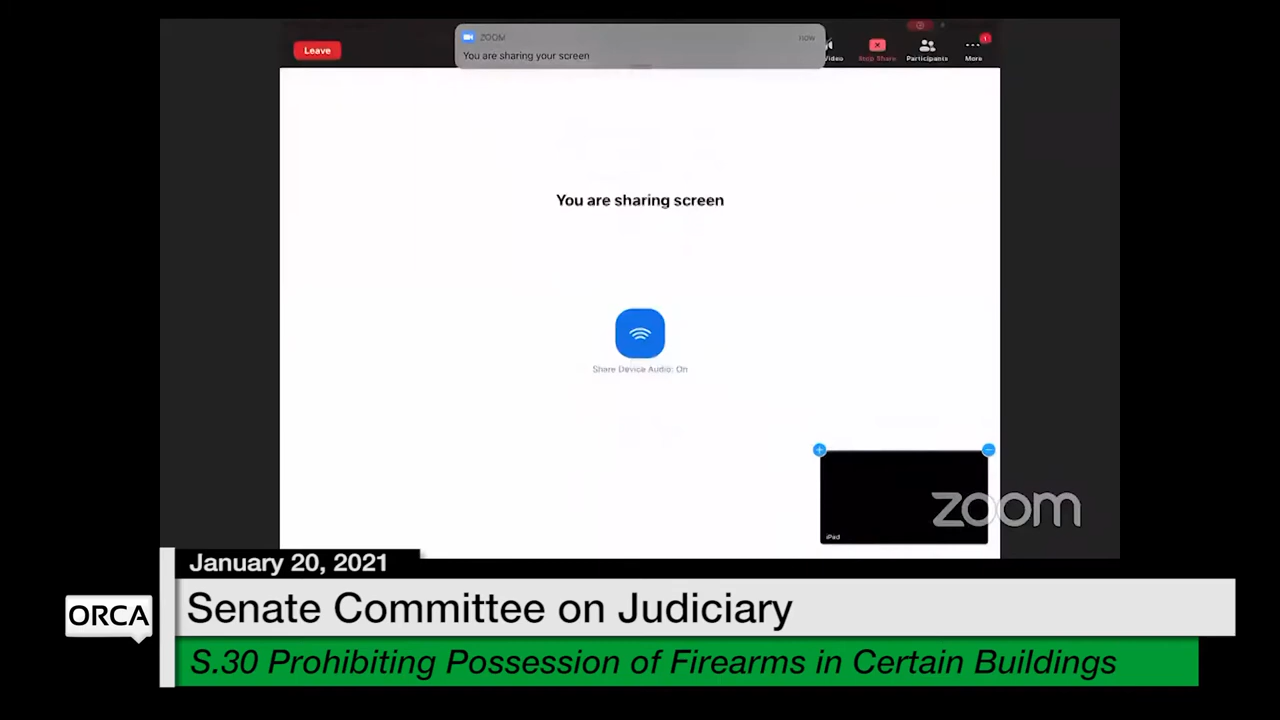 Leave
ZOOM
now
You are sharing your screen
Video
Stop Share
Participants
More
1
You are sharing screen
Share Device Audio: On
iPad
zoom
January 20, 2021
ORCA
Senate Committee on Judiciary
S.30 Prohibiting Possession of Firearms in Certain Buildings